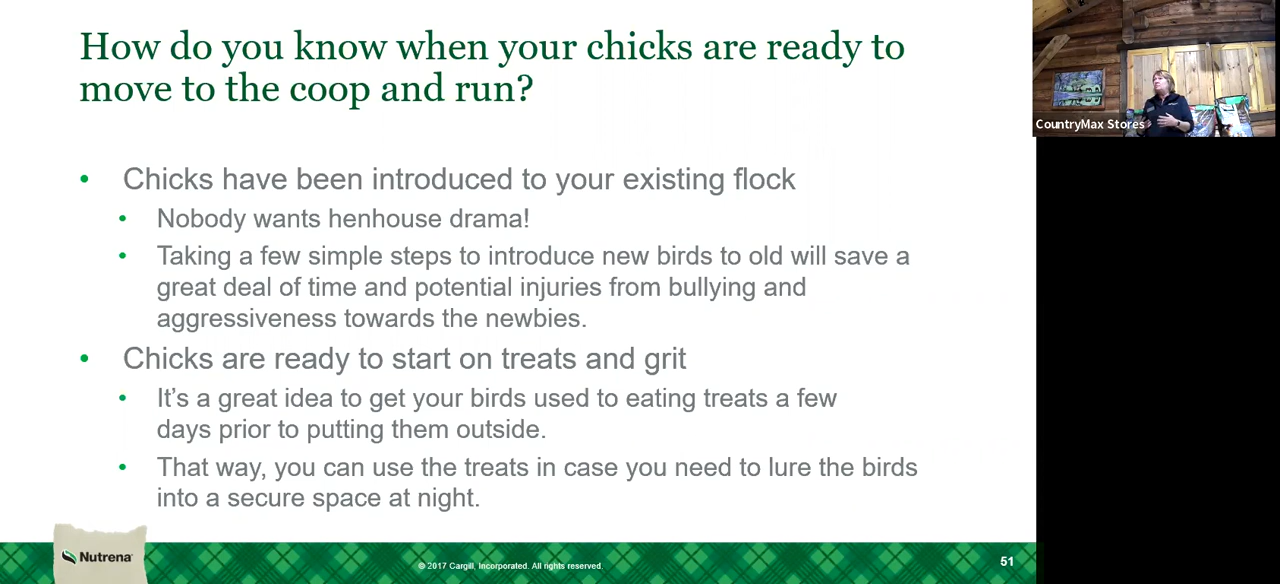 How do you know when your chicks are ready to
move to the coop and run?
CountryMax Stores
• Chicks have been introduced to your existing flock
• Nobody wants henhouse drama!
• Taking a few simple steps to introduce new birds to old will save a
great deal of time and potential injuries from bullying and
aggressiveness towards the newbies.
• Chicks are ready to start on treats and grit
• It’s a great idea to get your birds used to eating treats a few
days prior to putting them outside.
• That way, you can use the treats in case you need to lure the birds
into a secure space at night.
Nutrena
© 2017 Cargill, Incorporated. All rights reserved.
51